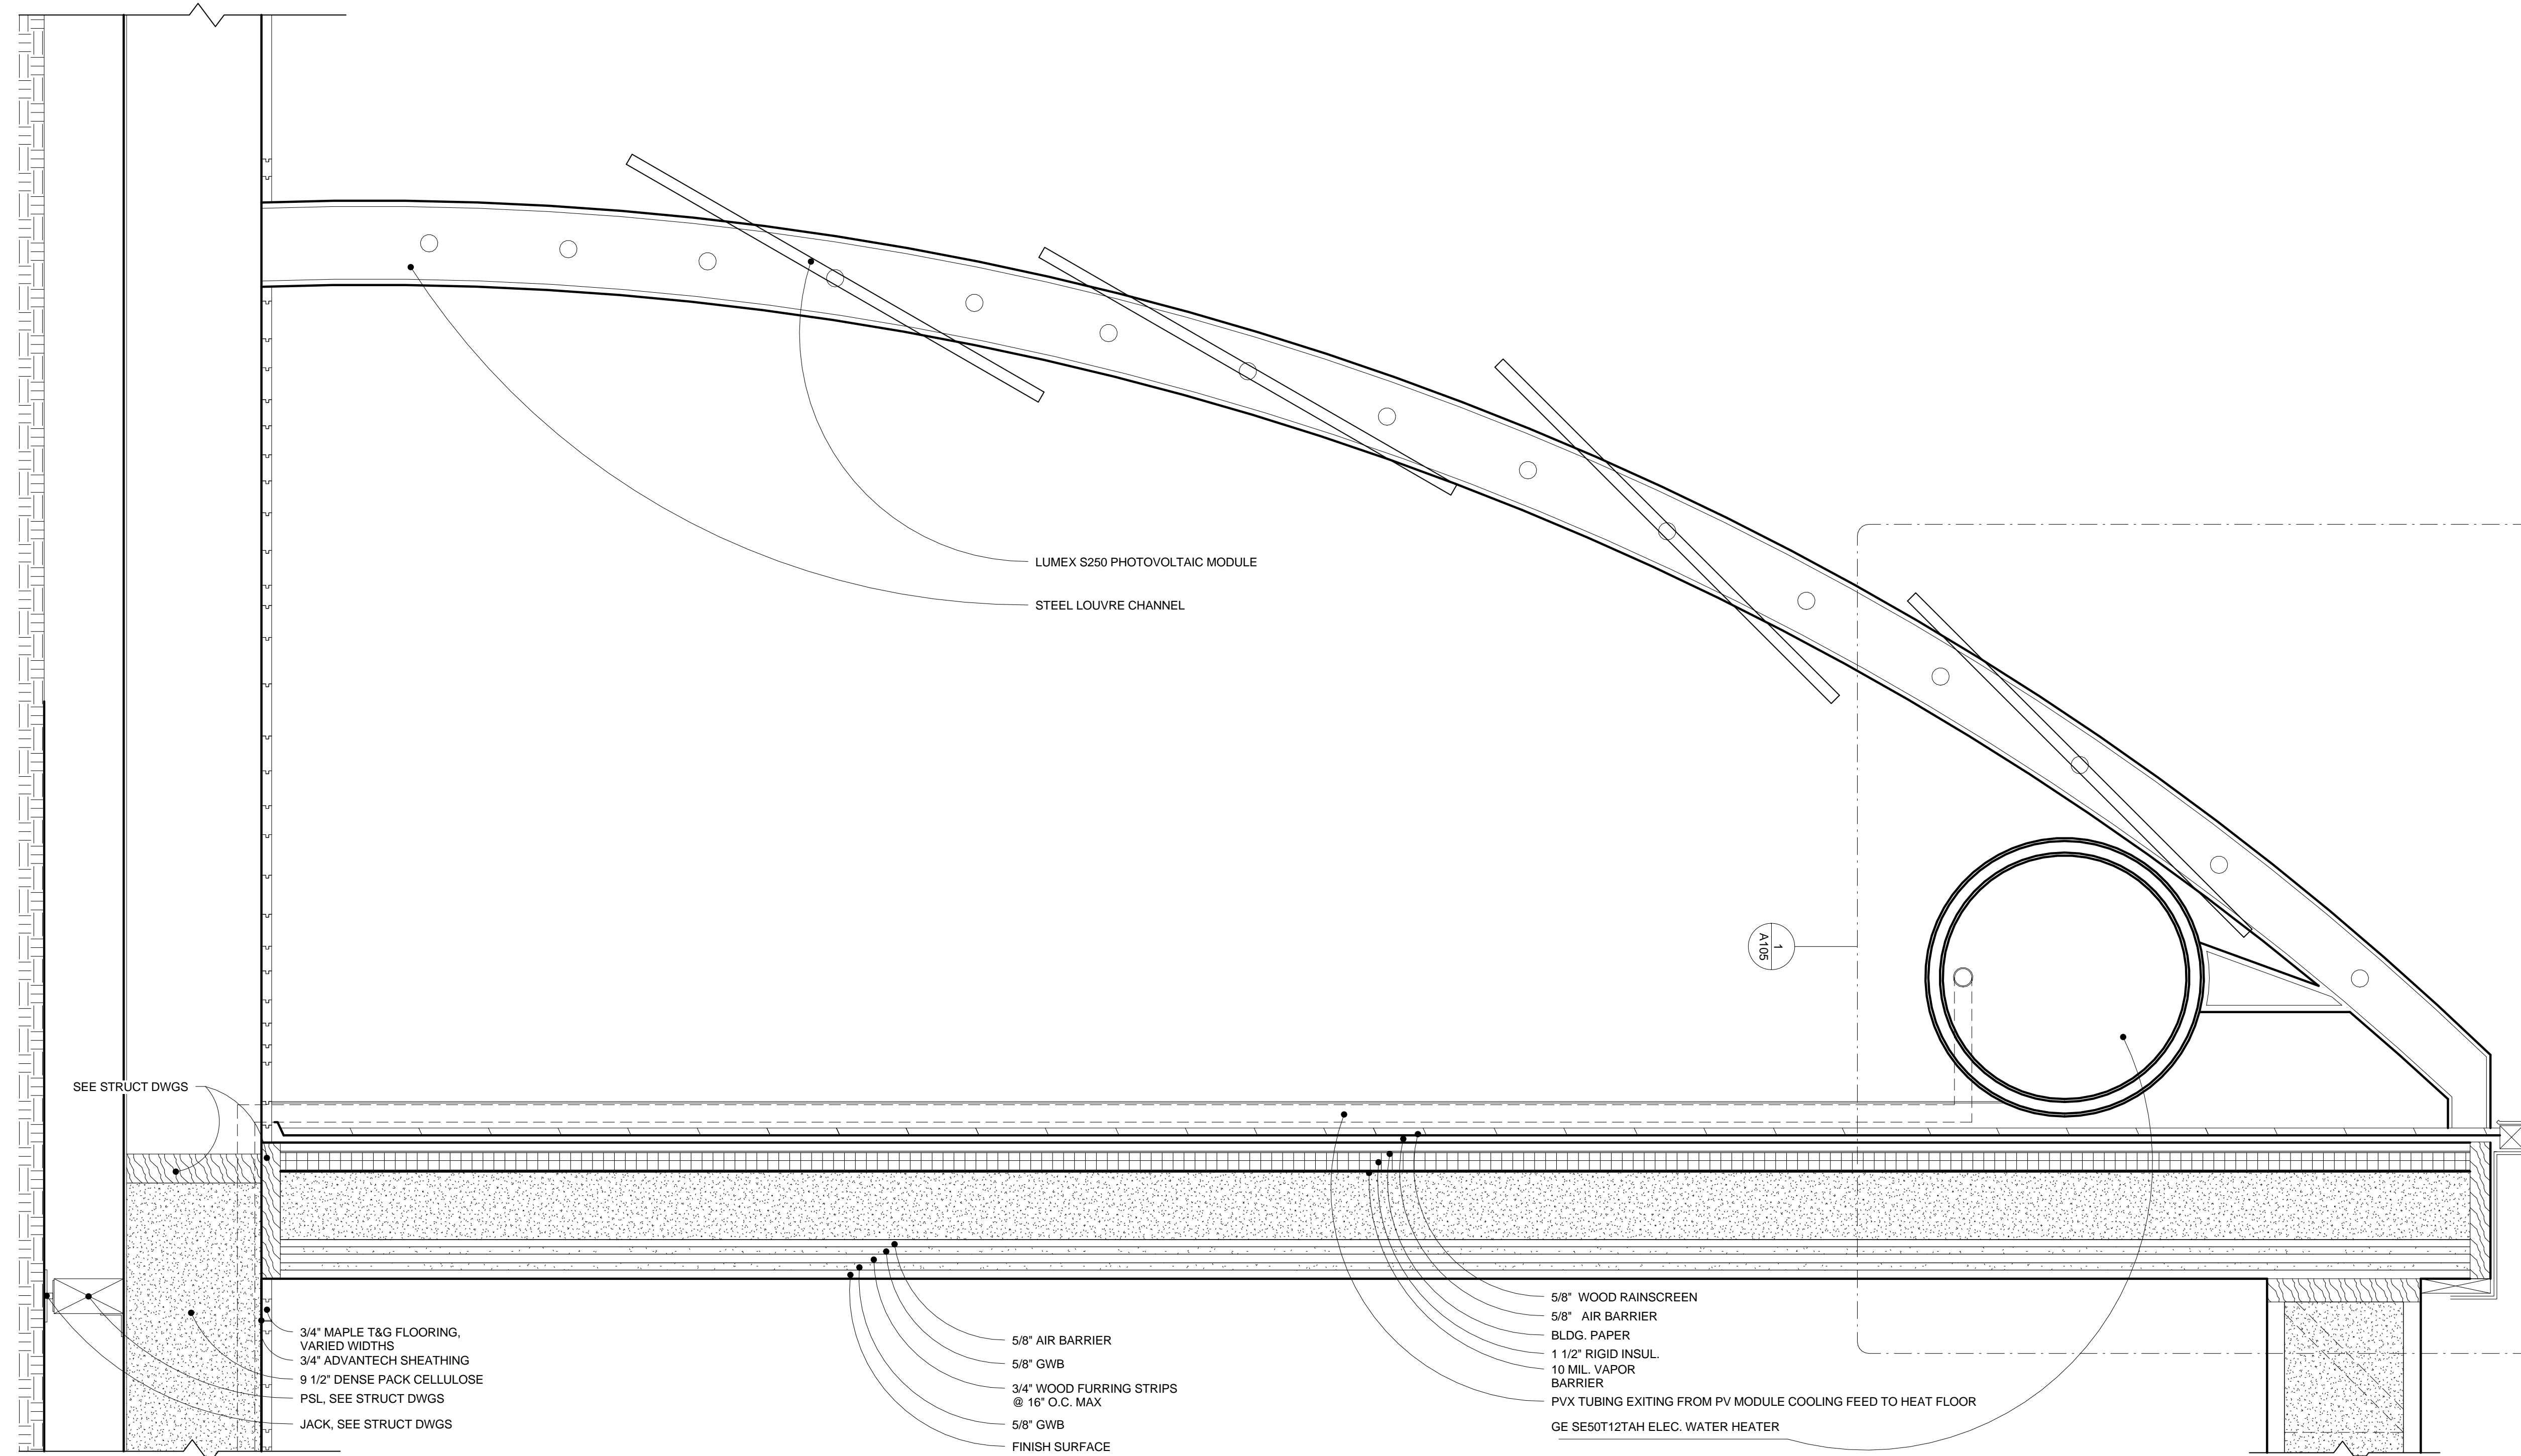 LUMEX S250 PHOTOVOLTAIC MODULE
STEEL LOUVRE CHANNEL
1
A105
SEE STRUCT DWGS
3/4" MAPLE T&G FLOORING,
VARIED WIDTHS
3/4" ADVANTECH SHEATHING
9 1/2" DENSE PACK CELLULOSE
PSL, SEE STRUCT DWGS
JACK, SEE STRUCT DWGS
5/8" AIR BARRIER
5/8" GWB
3/4" WOOD FURRING STRIPS
@ 16" O.C. MAX
5/8" GWB
FINISH SURFACE
5/8" WOOD RAINSCREEN
5/8" AIR BARRIER
BLDG. PAPER
1 1/2" RIGID INSUL.
10 MIL. VAPOR
BARRIER
PVX TUBING EXITING FROM PV MODULE COOLING FEED TO HEAT FLOOR
GE SE50T12TAH ELEC. WATER HEATER